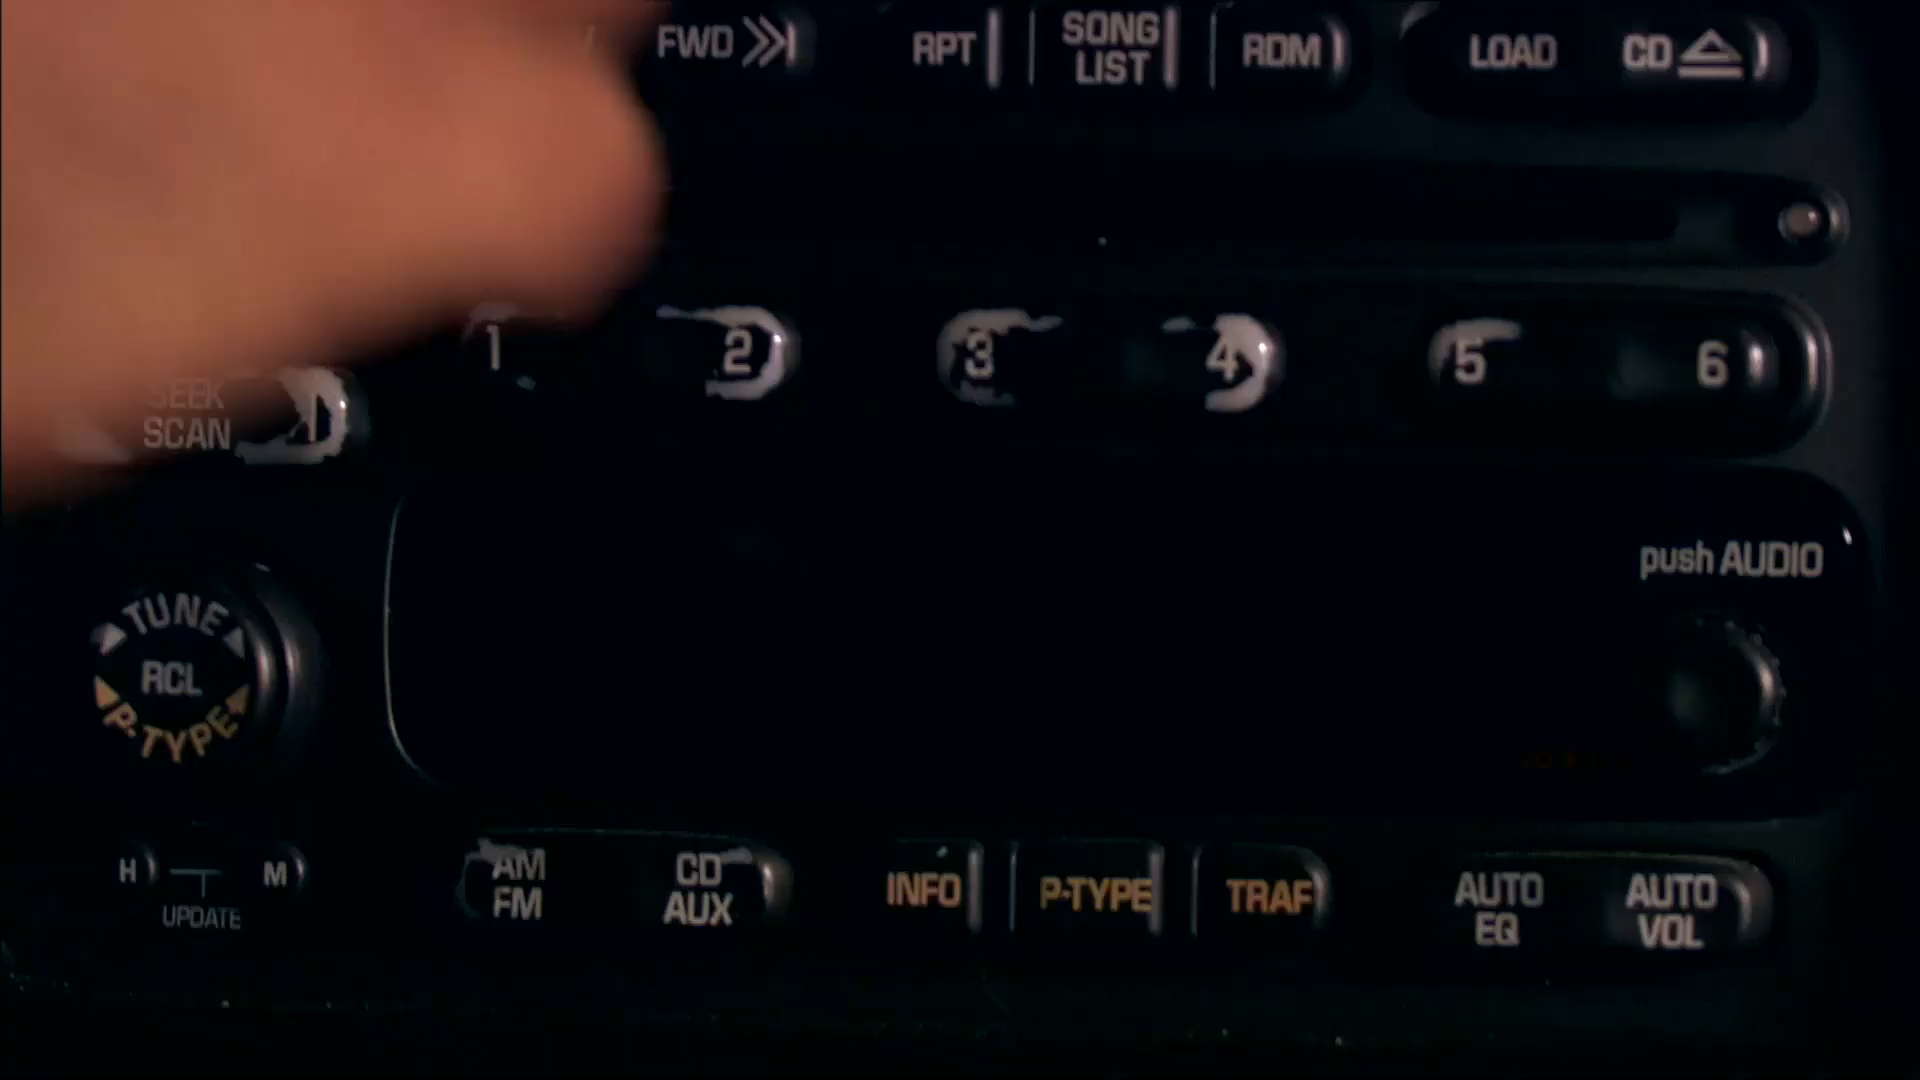 FWD
RPT
SONG
LIST
RDM
LOAD
CD
1
2
3
4
5
6
SEEK
SCAN
push AUDIO
TUNE
RCL
P-TYPE
H
M
UPDATE
AM
FM
CD
AUX
INFO
P-TYPE
TRAF
AUTO
EQ
AUTO
VOL